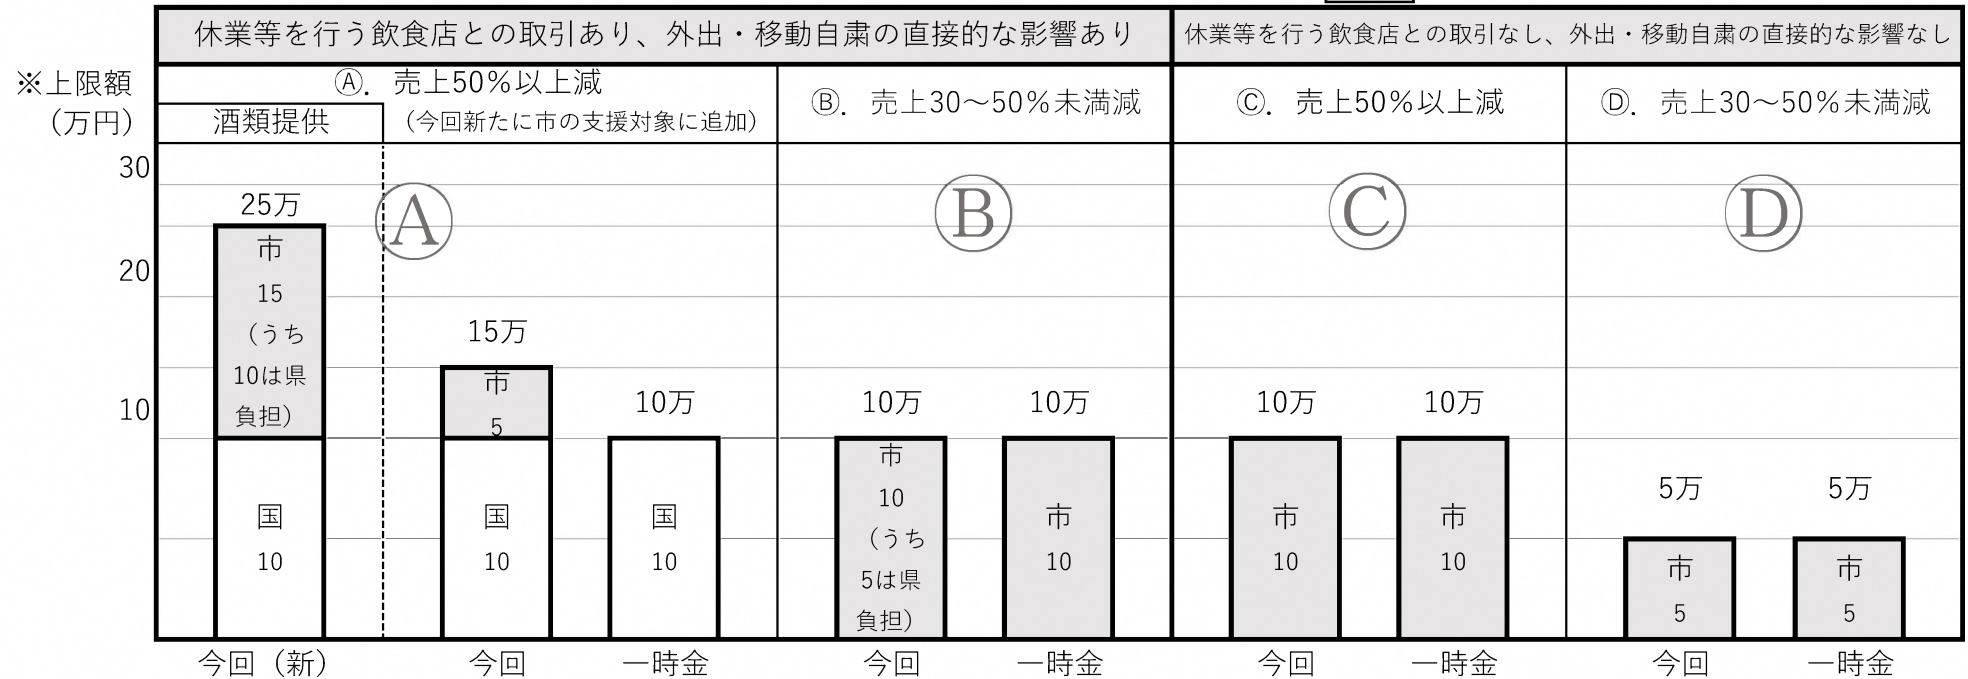 休業等を行う飲食店との取引あり、外出・移動自粛の直接的な影響あり
休業等を行う飲食店との取引なし、外出・移動自粛の直接的な影響なし
※上限額
（万円）
Ⓐ. 売上50%以上減
酒類提供
（今回新たに市の支援対象に追加）
Ⓑ. 売上30～50%未満減
Ⓒ. 売上50%以上減
Ⓓ. 売上30～50%未満減
30
20
10
Ⓐ
Ⓑ
Ⓒ
Ⓓ
25万
市
15
（うち
10は県
負担）
国
10
15万
市
5
国
10
10万
国
10
10万
市
10
（うち
5は県
負担）
10万
市
10
10万
市
10
10万
市
10
5万
市
5
5万
市
5
今回（新）
今回
一時金
今回
一時金
今回
一時金
今回
一時金